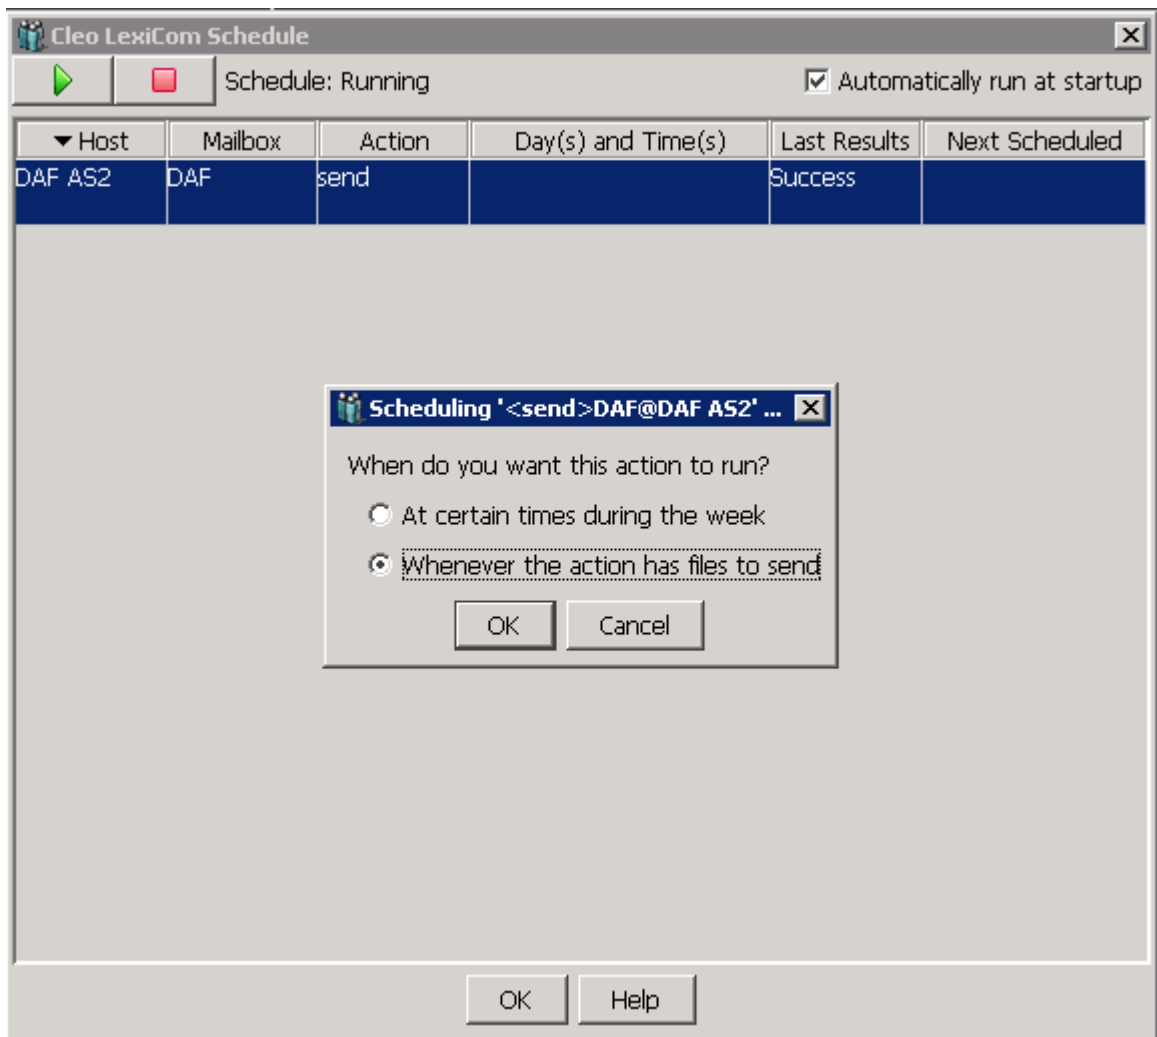 Cleo LexiCom Schedule
Schedule: Running
Automatically run at startup
Host Mailbox Action Day(s) and Time(s) Last Results Next Scheduled
DAF AS2 DAF send Success
Scheduling '<send>DAF@DAF AS2' ...
When do you want this action to run?
At certain times during the week
Whenever the action has files to send
OK Cancel
OK Help